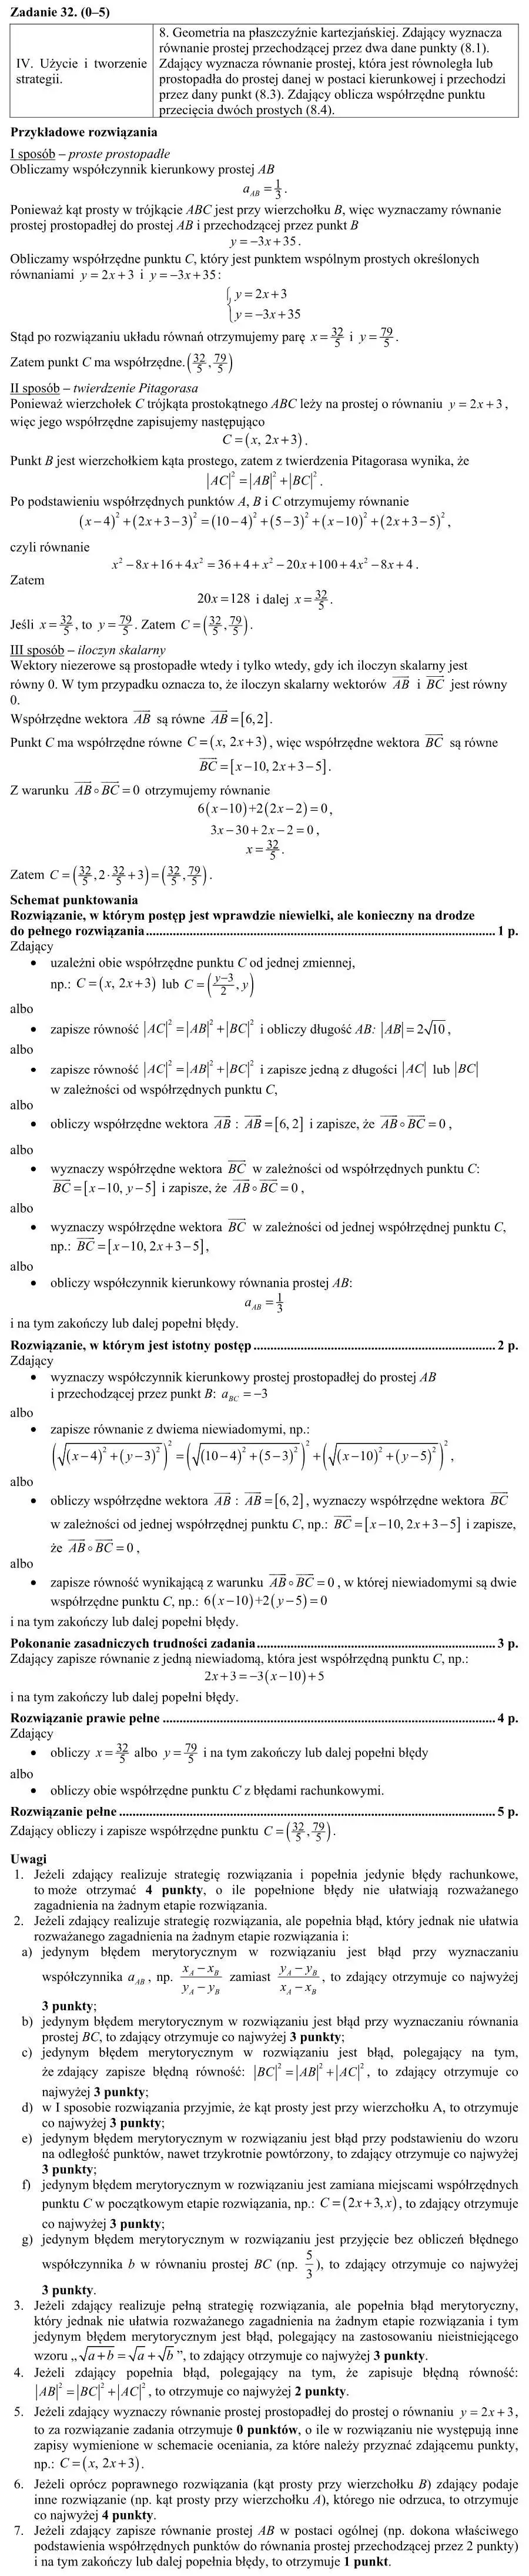 Zadanie 32. (0–5)
IV. Użycie i tworzenie strategii.
8. Geometria na płaszczyźnie kartezjańskiej. Zdający wyznacza
równanie prostej przechodzącej przez dwa dane punkty (8.1).
Zdający wyznacza równanie prostej, która jest równoległa lub
prostopadła do prostej danej w postaci kierunkowej i przechodzi
przez dany punkt (8.3). Zdający oblicza współrzędne punktu
przecięcia dwóch prostych (8.4).
Przykładowe rozwiązania
I sposób – proste prostopadłe
Obliczamy współczynnik kierunkowy prostej AB
a_{AB} = 1/3 .
Ponieważ kąt prosty w trójkącie ABC jest przy wierzchołku B, więc wyznaczamy równanie
prostej prostopadłej do prostej AB i przechodzącej przez punkt B
y = −3x + 35 .
Obliczamy współrzędne punktu C, który jest punktem wspólnym prostych określonych
równaniami y = 2x + 3 i y = −3x + 35 :
{ y = 2x + 3
{ y = −3x + 35
Stąd po rozwiązaniu układu równań otrzymujemy parę x = 32/5 i y = 79/5 .
Zatem punkt C ma współrzędne. (32/5, 79/5)
II sposób – twierdzenie Pitagorasa
Ponieważ wierzchołek C trójkąta prostokątnego ABC leży na prostej o równaniu y = 2x + 3 ,
więc jego współrzędne zapisujemy następująco
C = (x, 2x + 3) .
Punkt B jest wierzchołkiem kąta prostego, zatem z twierdzenia Pitagorasa wynika, że
|AC|² = |AB|² + |BC|² .
Po podstawieniu współrzędnych punktów A, B i C otrzymujemy równanie
(x − 4)² + (2x + 3 − 3)² = (10 − 4)² + (5 − 3)² + (x − 10)² + (2x + 3 − 5)² ,
czyli równanie
x² − 8x + 16 + 4x² = 36 + 4 + x² − 20x + 100 + 4x² − 8x + 4 .
Zatem
20x = 128 i dalej x = 32/5 .
Jeśli x = 32/5 , to y = 79/5 . Zatem C = (32/5, 79/5) .
III sposób – iloczyn skalarny
Wektory niezerowe są prostopadłe wtedy i tylko wtedy, gdy ich iloczyn skalarny jest
równy 0. W tym przypadku oznacza to, że iloczyn skalarny wektorów AB→ i BC→ jest równy
0.
Współrzędne wektora AB→ są równe AB→ = [6, 2] .
Punkt C ma współrzędne równe C = (x, 2x + 3) , więc współrzędne wektora BC→ są równe
BC→ = [x − 10, 2x + 3 − 5] .
Z warunku AB→ ∘ BC→ = 0 otrzymujemy równanie
6(x − 10) + 2(2x − 2) = 0 ,
3x − 30 + 2x − 2 = 0 ,
x = 32/5 .
Zatem C = (32/5, 2 · 32/5 + 3) = (32/5, 79/5) .
Schemat punktowania
Rozwiązanie, w którym postęp jest wprawdzie niewielki, ale konieczny na drodze
do pełnego rozwiązania .......... 1 p.
Zdający
• uzależni obie współrzędne punktu C od jednej zmiennej,
np.: C = (x, 2x + 3) lub C = ((y−3)/2, y)
albo
• zapisze równość |AC|² = |AB|² + |BC|² i obliczy długość AB: |AB| = 2√10 ,
albo
• zapisze równość |AC|² = |AB|² + |BC|² i zapisze jedną z długości |AC| lub |BC|
w zależności od współrzędnych punktu C,
albo
• obliczy współrzędne wektora AB→ : AB→ = [6, 2] i zapisze, że AB→ ∘ BC→ = 0 ,
albo
• wyznaczy współrzędne wektora BC→ w zależności od współrzędnych punktu C:
BC→ = [x − 10, y − 5] i zapisze, że AB→ ∘ BC→ = 0 ,
albo
• wyznaczy współrzędne wektora BC→ w zależności od jednej współrzędnej punktu C,
np.: BC→ = [x − 10, 2x + 3 − 5] ,
albo
• obliczy współczynnik kierunkowy równania prostej AB:
a_{AB} = 1/3
i na tym zakończy lub dalej popełni błędy.
Rozwiązanie, w którym jest istotny postęp .......... 2 p.
Zdający
• wyznaczy współczynnik kierunkowy prostej prostopadłej do prostej AB
i przechodzącej przez punkt B: a_{BC} = −3
albo
• zapisze równanie z dwiema niewiadomymi, np.:
(√((x − 4)² + (y − 3)²))² = (√((10 − 4)² + (5 − 3)²))² + (√((x − 10)² + (y − 5)²))² ,
albo
• obliczy współrzędne wektora AB→ : AB→ = [6, 2] , wyznaczy współrzędne wektora BC→
w zależności od jednej współrzędnej punktu C, np.: BC→ = [x − 10, 2x + 3 − 5] i zapisze,
że AB→ ∘ BC→ = 0 ,
albo
• zapisze równość wynikającą z warunku AB→ ∘ BC→ = 0 , w której niewiadomymi są dwie
współrzędne punktu C, np.: 6(x − 10) + 2(y − 5) = 0
i na tym zakończy lub dalej popełni błędy.
Pokonanie zasadniczych trudności zadania .......... 3 p.
Zdający zapisze równanie z jedną niewiadomą, która jest współrzędną punktu C, np.:
2x + 3 = −3(x − 10) + 5
i na tym zakończy lub dalej popełni błędy.
Rozwiązanie prawie pełne .......... 4 p.
Zdający
• obliczy x = 32/5 albo y = 79/5 i na tym zakończy lub dalej popełni błędy
albo
• obliczy obie współrzędne punktu C z błędami rachunkowymi.
Rozwiązanie pełne .......... 5 p.
Zdający obliczy i zapisze współrzędne punktu C = (32/5, 79/5) .
Uwagi
1. Jeżeli zdający realizuje strategię rozwiązania i popełnia jedynie błędy rachunkowe,
to może otrzymać 4 punkty, o ile popełnione błędy nie ułatwiają rozważanego
zagadnienia na żadnym etapie rozwiązania.
2. Jeżeli zdający realizuje strategię rozwiązania, ale popełnia błąd, który jednak nie ułatwia
rozważanego zagadnienia na żadnym etapie rozwiązania i:
a) jedynym błędem merytorycznym w rozwiązaniu jest błąd przy wyznaczaniu
współczynnika a_{AB} , np. (x_A − x_B)/(y_A − y_B) zamiast (y_A − y_B)/(x_A − x_B) , to zdający otrzymuje co najwyżej
3 punkty;
b) jedynym błędem merytorycznym w rozwiązaniu jest błąd przy wyznaczaniu równania
prostej BC, to zdający otrzymuje co najwyżej 3 punkty;
c) jedynym błędem merytorycznym w rozwiązaniu jest błąd, polegający na tym,
że zdający zapisze błędną równość: |BC|² = |AB|² + |AC|² , to zdający otrzymuje co
najwyżej 3 punkty;
d) w I sposobie rozwiązania przyjmie, że kąt prosty jest przy wierzchołku A, to otrzymuje
co najwyżej 3 punkty;
e) jedynym błędem merytorycznym w rozwiązaniu jest błąd przy podstawieniu do wzoru
na odległość punktów, nawet trzykrotnie powtórzony, to zdający otrzymuje co najwyżej
3 punkty;
f) jedynym błędem merytorycznym w rozwiązaniu jest zamiana miejscami współrzędnych
punktu C w początkowym etapie rozwiązania, np.: C = (2x + 3, x) , to zdający otrzymuje
co najwyżej 3 punkty;
g) jedynym błędem merytorycznym w rozwiązaniu jest przyjęcie bez obliczeń błędnego
współczynnika b w równaniu prostej BC (np. 5/3), to zdający otrzymuje co najwyżej
3 punkty.
3. Jeżeli zdający realizuje pełną strategię rozwiązania, ale popełnia błąd merytoryczny,
który jednak nie ułatwia rozważanego zagadnienia na żadnym etapie rozwiązania i tym
jedynym błędem merytorycznym jest błąd, polegający na zastosowaniu nieistniejącego
wzoru „√(a + b) = √a + √b”, to zdający otrzymuje co najwyżej 3 punkty.
4. Jeżeli zdający popełnia błąd, polegający na tym, że zapisuje błędną równość:
|AB|² = |BC|² + |AC|² , to otrzymuje co najwyżej 2 punkty.
5. Jeżeli zdający wyznaczy równanie prostej prostopadłej do prostej o równaniu y = 2x + 3 ,
to za rozwiązanie zadania otrzymuje 0 punktów, o ile w rozwiązaniu nie występują inne
zapisy wymienione w schemacie oceniania, za które należy przyznać zdającemu punkty,
np.: C = (x, 2x + 3) .
6. Jeżeli oprócz poprawnego rozwiązania (kąt prosty przy wierzchołku B) zdający podaje
inne rozwiązanie (np. kąt prosty przy wierzchołku A), którego nie odrzuca, to otrzymuje
co najwyżej 4 punkty.
7. Jeżeli zdający zapisze równanie prostej AB w postaci ogólnej (np. dokona właściwego
podstawienia współrzędnych punktów do równania prostej przechodzącej przez 2 punkty)
i na tym zakończy lub dalej popełnia błędy, to otrzymuje 1 punkt.